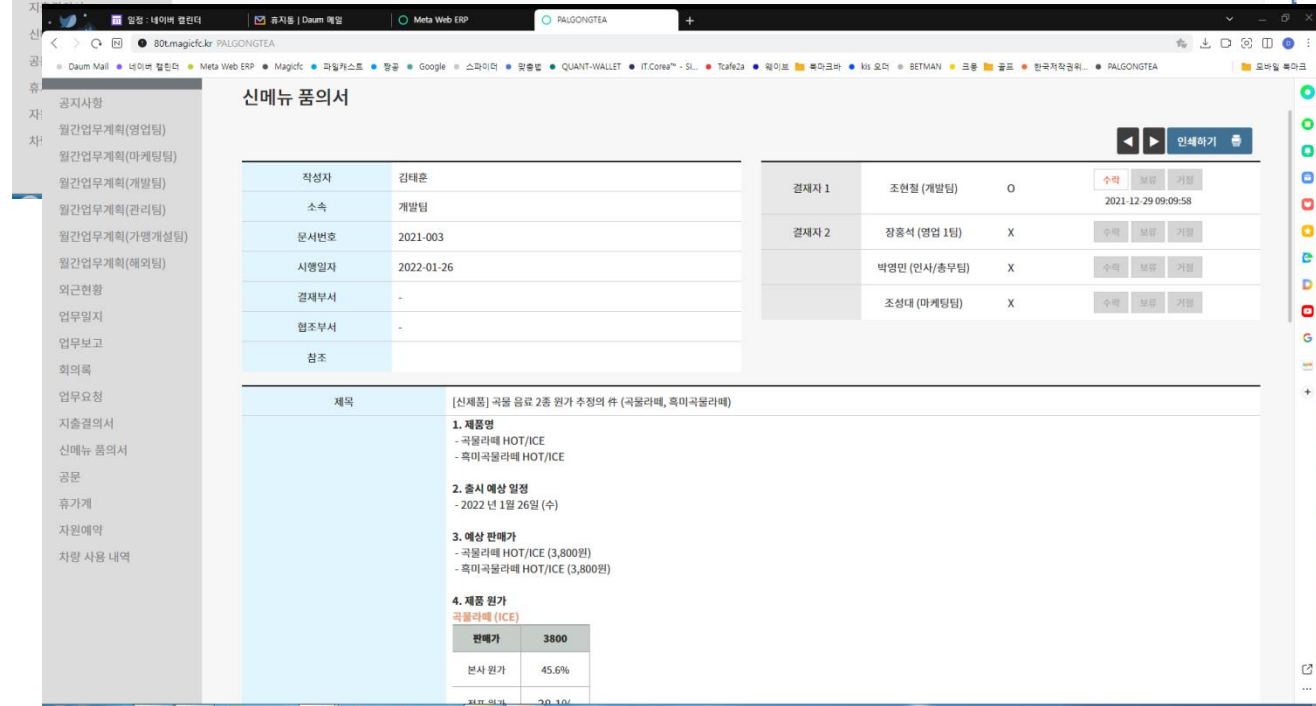 일정 : 네이버 캘린더
휴지통 | Daum 메일
Meta Web ERP
PALGONGTEA
80t.magicfc.kr PALGONGTEA
Daum Mail
네이버 캘린더
Meta Web ERP
Magicfc
파일캐스트
짱공
Google
스파이더
맞춤법
QUANT-WALLET
IT.Corea™ - Si...
Tcafe2a
웨이브
북마크바
kis 오더
BETMAN
크롱
골프
한국저작권위...
PALGONGTEA
모바일 북마크
공지사항
월간업무계획(영업팀)
월간업무계획(마케팅팀)
월간업무계획(개발팀)
월간업무계획(관리팀)
월간업무계획(가맹개설팀)
월간업무계획(해외팀)
외근현황
업무일지
업무보고
회의록
업무요청
지출결의서
신메뉴 품의서
공문
휴가계
자원예약
차량 사용 내역
신메뉴 품의서
인쇄하기
작성자 김태훈
소속 개발팀
문서번호 2021-003
시행일자 2022-01-26
결재부서 -
협조부서 -
참조
결재자 1 조현철 (개발팀) O 수락 보류 거절
2021-12-29 09:09:58
결재자 2 장홍석 (영업 1팀) X 수락 보류 거절
박영민 (인사/총무팀) X 수락 보류 거절
조성대 (마케팅팀) X 수락 보류 거절
제목 [신제품] 곡물 음료 2종 원가 추정의 件 (곡물라떼, 흑미곡물라떼)
1. 제품명
- 곡물라떼 HOT/ICE
- 흑미곡물라떼 HOT/ICE
2. 출시 예상 일정
- 2022 년 1월 26일 (수)
3. 예상 판매가
- 곡물라떼 HOT/ICE (3,800원)
- 흑미곡물라떼 HOT/ICE (3,800원)
4. 제품 원가
곡물라떼 (ICE)
판매가 3800
본사 원가 45.6%